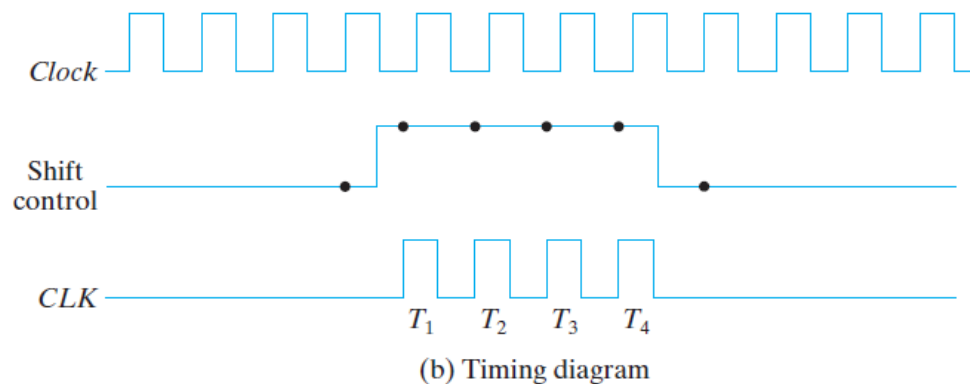 Clock
Shift
control
CLK
T₁ T₂ T₃ T₄
(b) Timing diagram